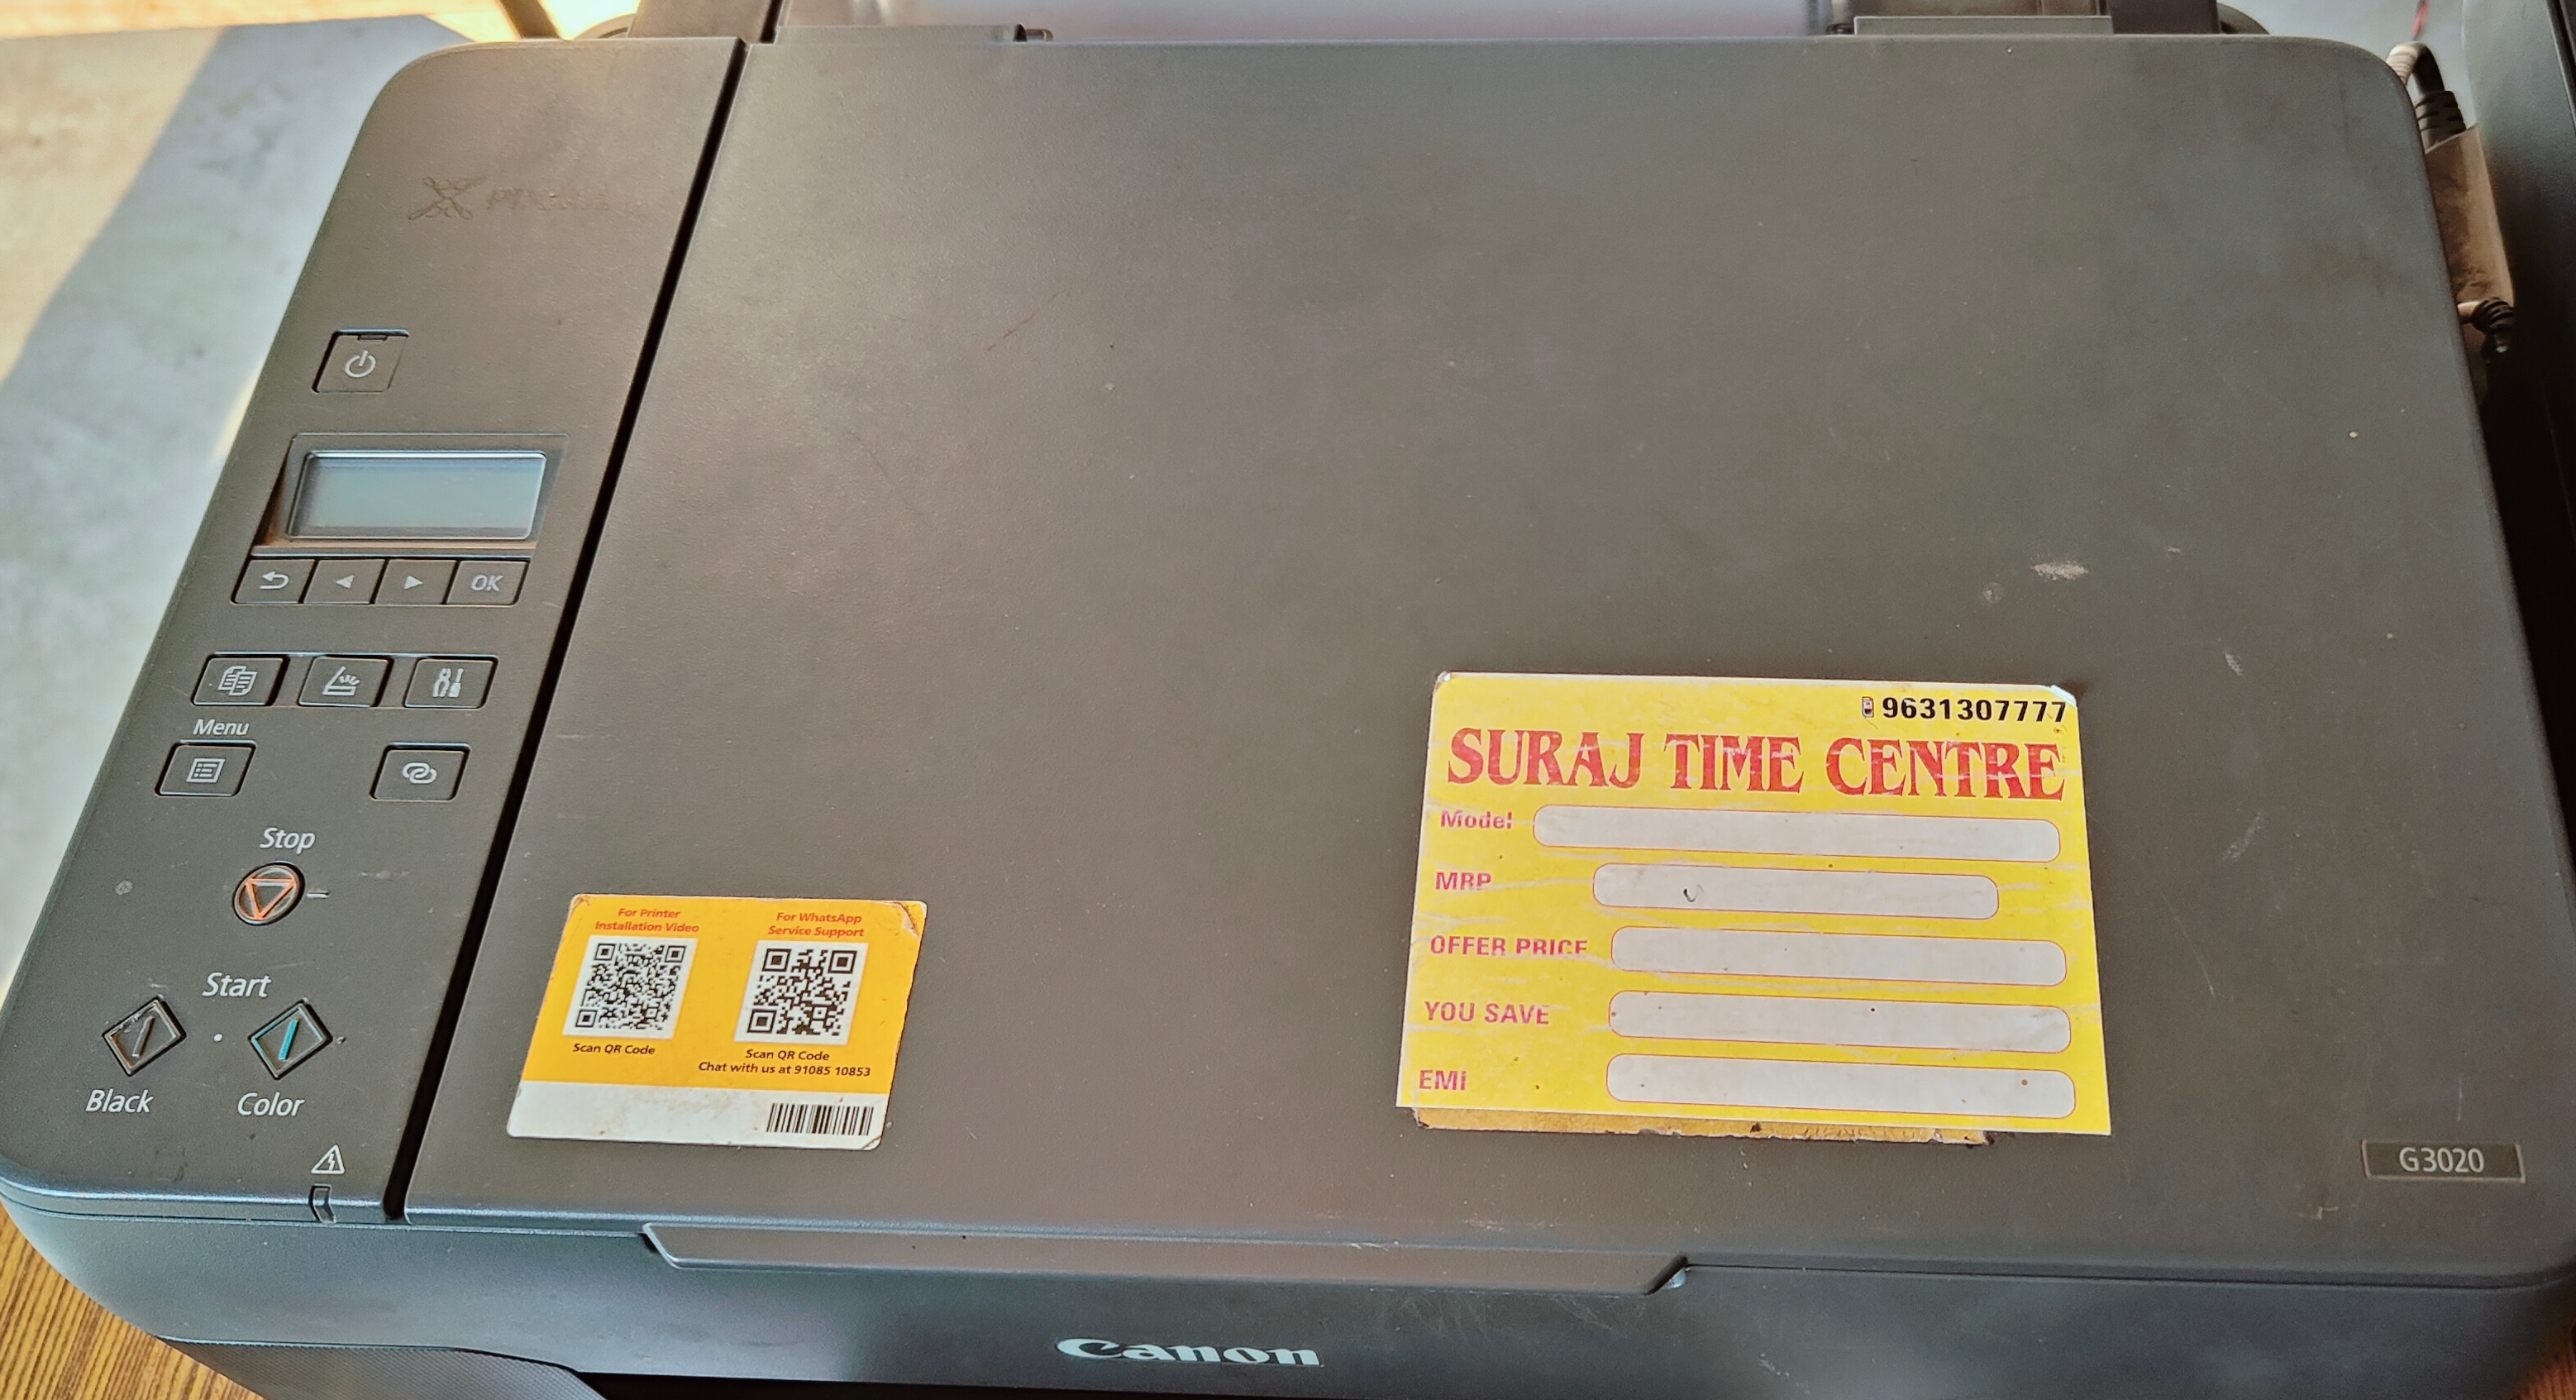 OK
Menu
Stop
Start
Black
Color
For Printer
Installation Video
Scan QR Code
For WhatsApp
Service Support
Scan QR Code
Chat with us at 91085 10853
9631307777
SURAJ TIME CENTRE
Model
MRP
OFFER PRICE
YOU SAVE
EMI
G3020
Canon